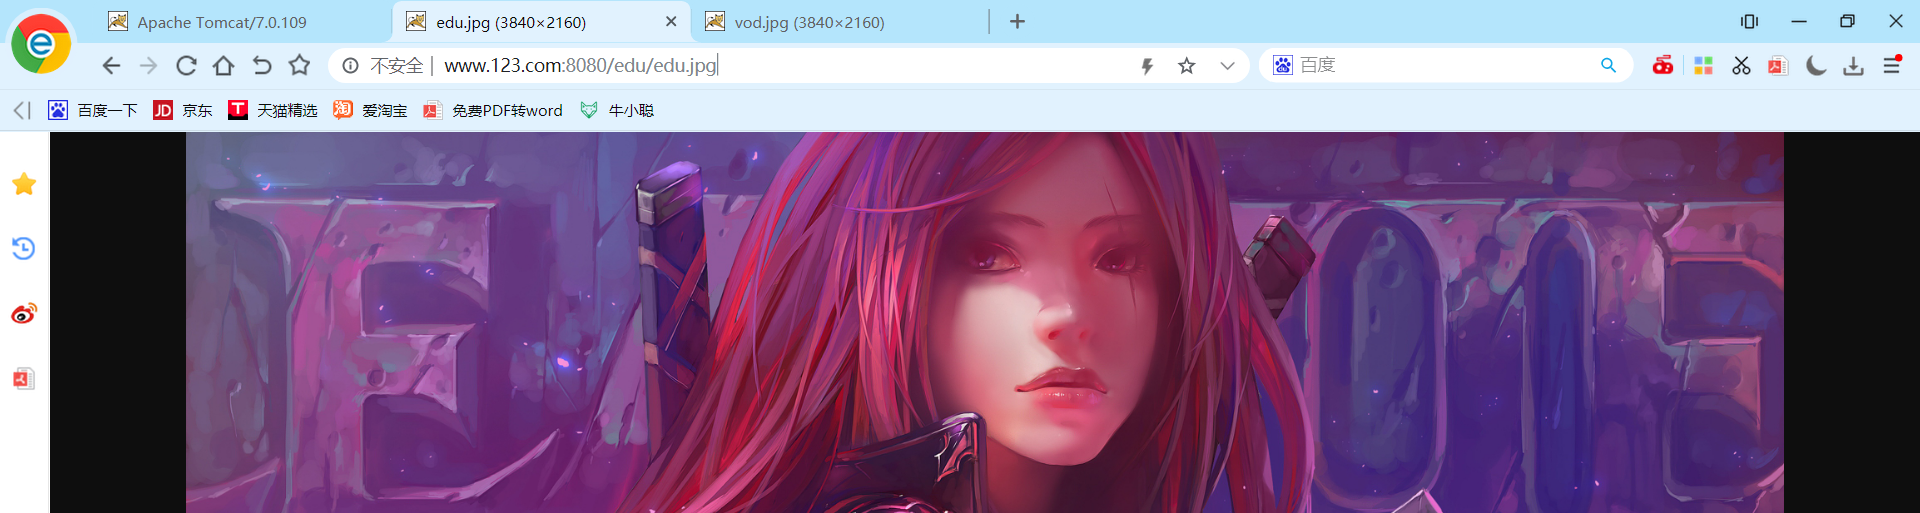 Apache Tomcat/7.0.109
edu.jpg (3840×2160)
vod.jpg (3840×2160)
不安全 | www.123.com:8080/edu/edu.jpg
百度
百度一下 JD 京东 T 天猫精选 淘 爱淘宝 免费PDF转word 牛小聪